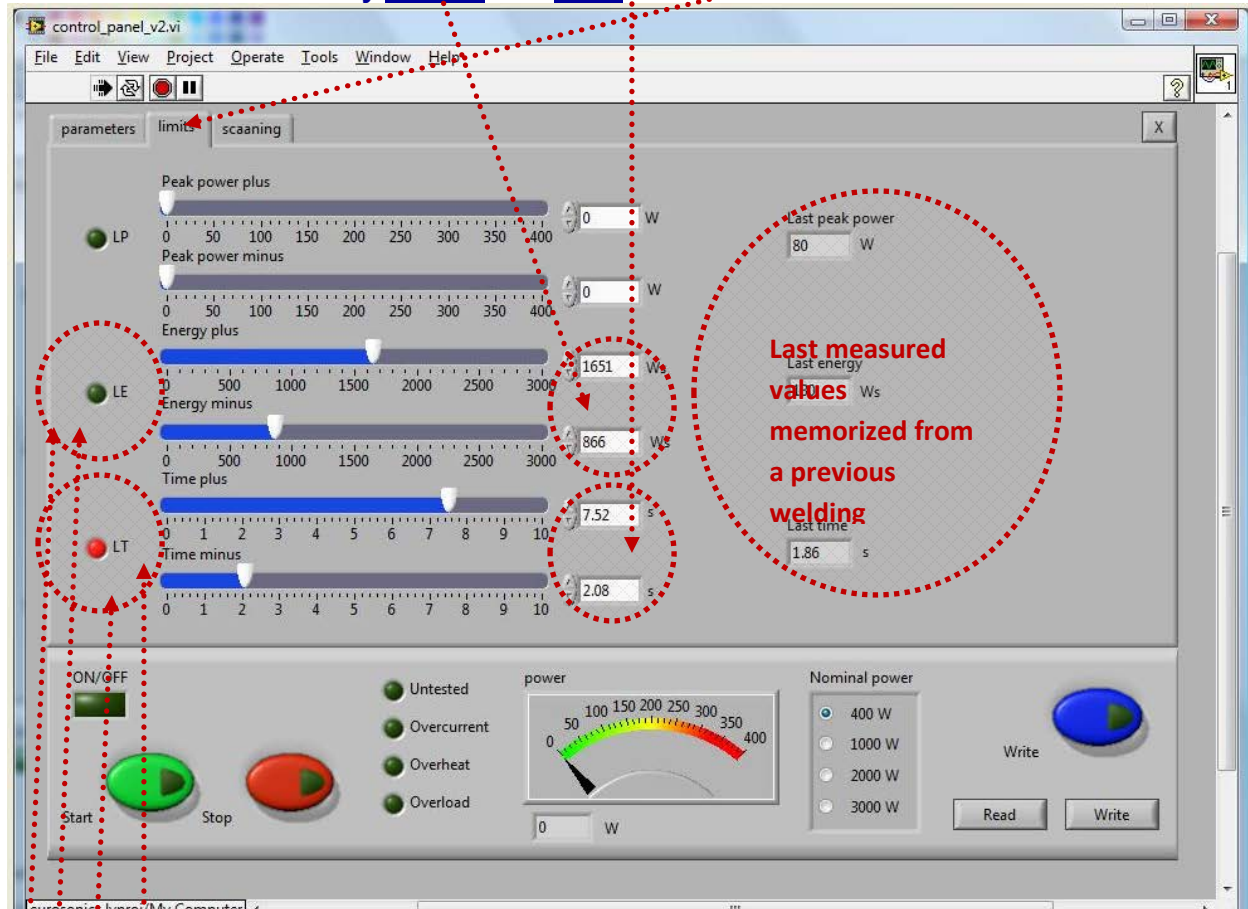 control_panel_v2.vi
File Edit View Project Operate Tools Window Help
1
parameters limits scaaning X
Peak power plus
0 W
Last peak power
LP
0 50 100 150 200 250 300 350 400
80 W
Peak power minus
0 W
0 50 100 150 200 250 300 350 400
Energy plus
1651 Ws
Last measured
Last energy
0 500 1000 1500 2000 2500 3000
LE
values
Ws
Energy minus
866 Ws
memorized from
0 500 1000 1500 2000 2500 3000
a previous
Time plus
7.52 s
welding
Last time
0 1 2 3 4 5 6 7 8 9 10
LT
Time minus
1.86 s
2.08 s
0 1 2 3 4 5 6 7 8 9 10
ON/OFF
Untested
Overcurrent
Overheat
Overload
Start
Stop
power
0 50 100 150 200 250 300 350 400
0 W
Nominal power
400 W
1000 W
2000 W
3000 W
Write
Read Write